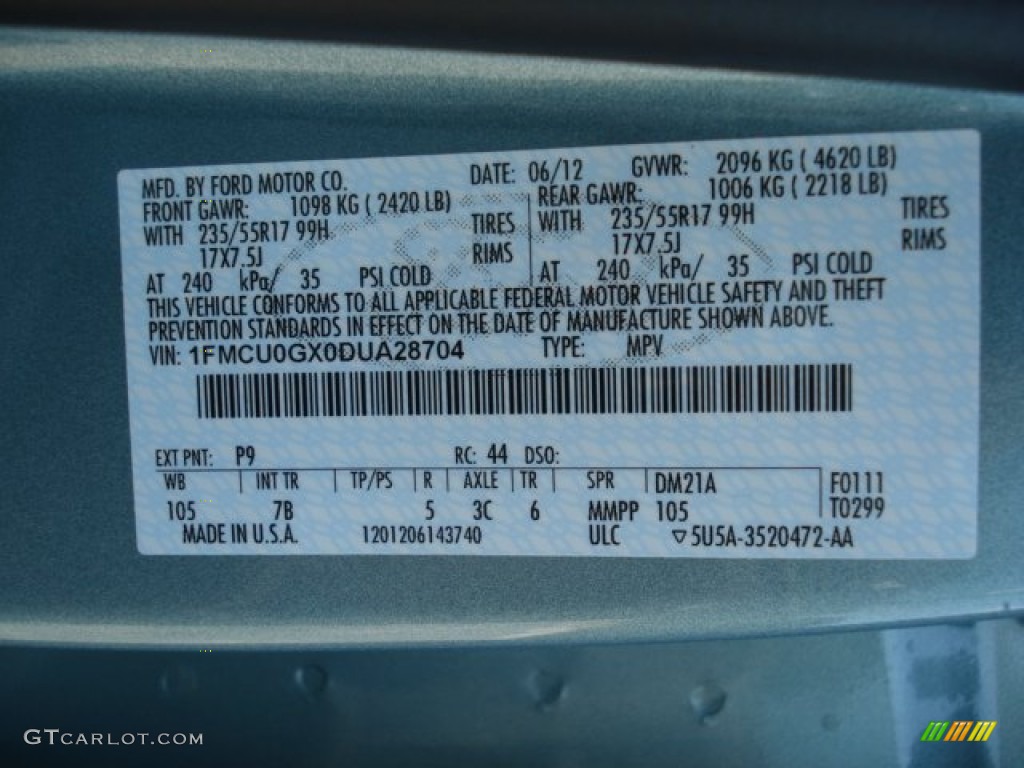 MFD. BY FORD MOTOR CO. DATE: 06/12 GVWR: 2096 KG ( 4620 LB)
FRONT GAWR: 1098 KG ( 2420 LB) REAR GAWR: 1006 KG ( 2218 LB)
WITH 235/55R17 99H TIRES WITH 235/55R17 99H TIRES
17X7.5J RIMS 17X7.5J RIMS
AT 240 kPa/ 35 PSI COLD AT 240 kPa/ 35 PSI COLD
THIS VEHICLE CONFORMS TO ALL APPLICABLE FEDERAL MOTOR VEHICLE SAFETY AND THEFT
PREVENTION STANDARDS IN EFFECT ON THE DATE OF MANUFACTURE SHOWN ABOVE.
VIN: 1FMCU0GX0DUA28704 TYPE: MPV
EXT PNT: P9 RC: 44 DSO:
WB INT TR TP/PS R AXLE TR SPR DM21A F0111
105 7B 5 3C 6 MMPP 105 T0299
MADE IN U.S.A. 1201206143740 ULC ▽5U5A-3520472-AA
GTCARLOT.COM